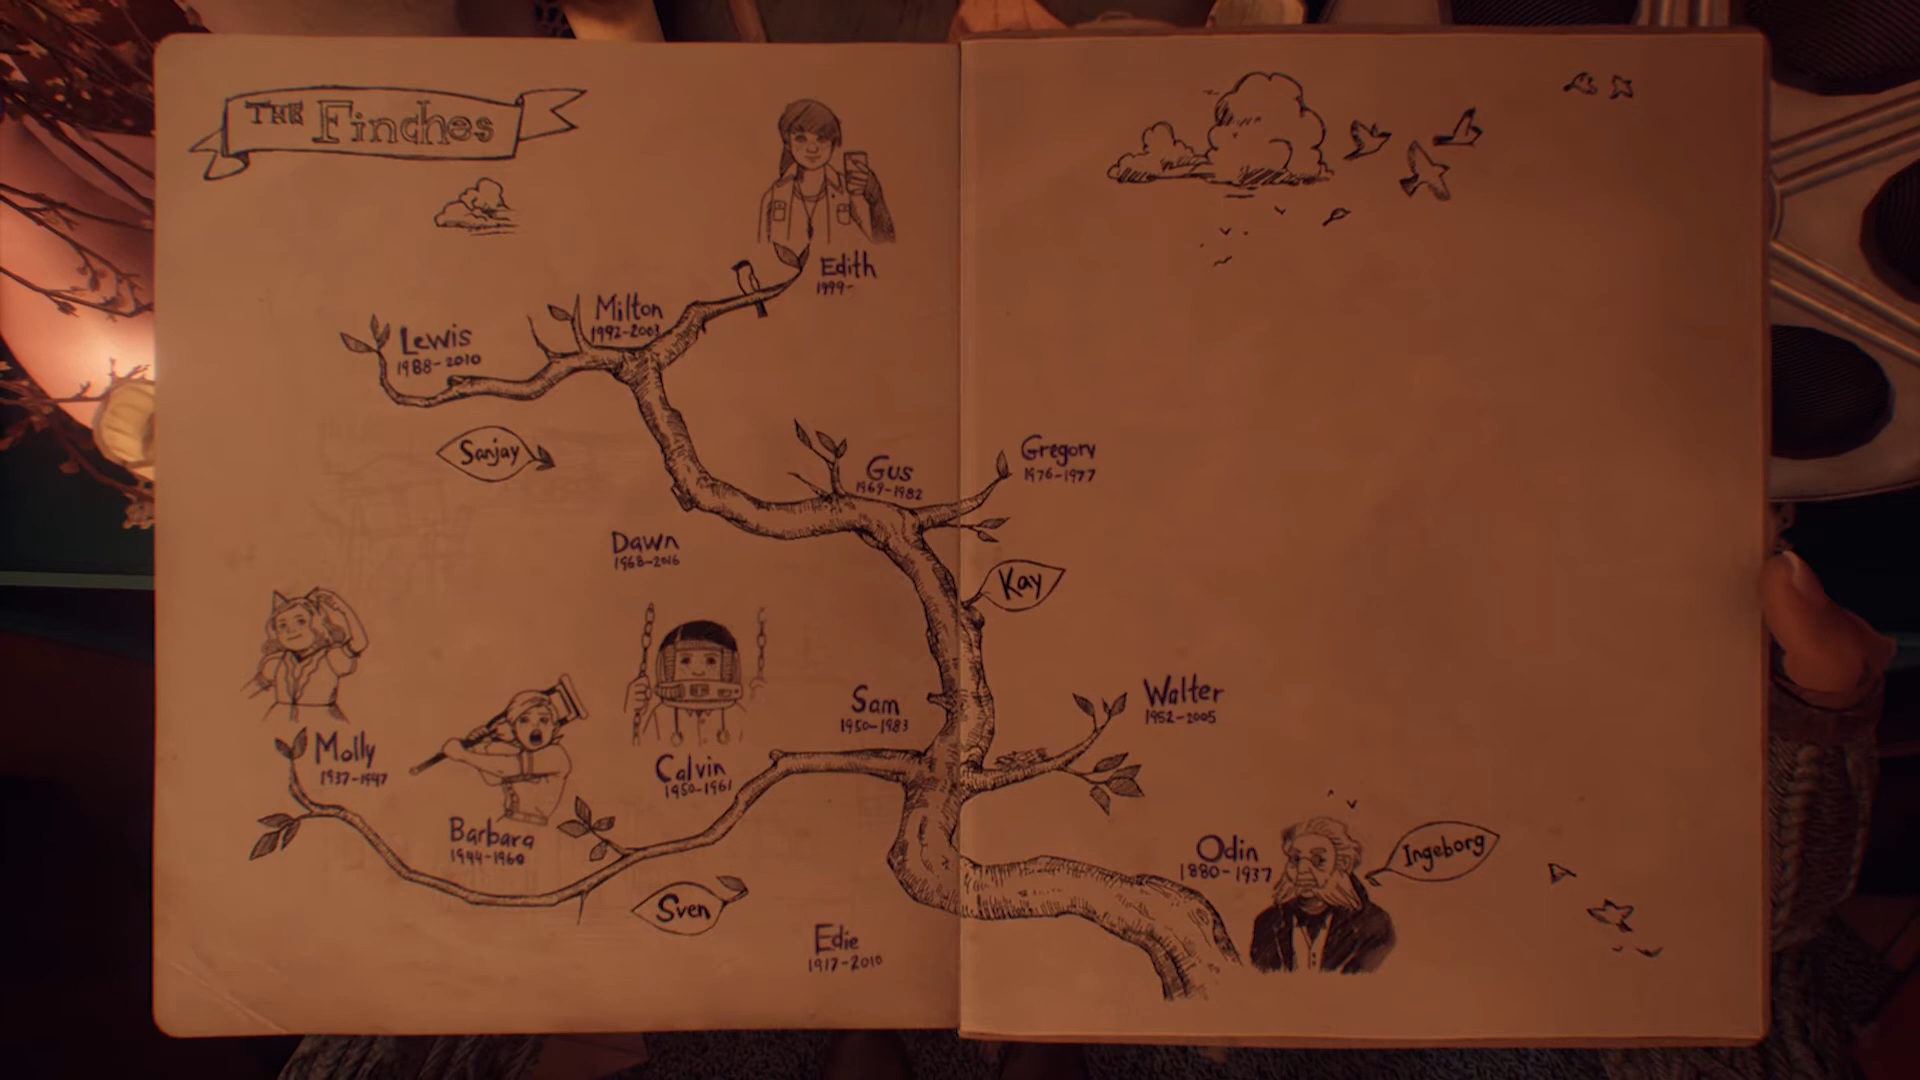 THE Finches
Edith
1999-
Milton
1992-2003
Lewis
1988-2010
Sanjay
Gus
1969-1982
Gregory
1976-1977
Dawn
1968-2016
Kay
Sam
1950-1983
Walter
1952-2005
Molly
1937-1947
Calvin
1950-1961
Barbara
1944-1960
Sven
Odin
1880-1937
Ingeborg
Edie
1917-2010